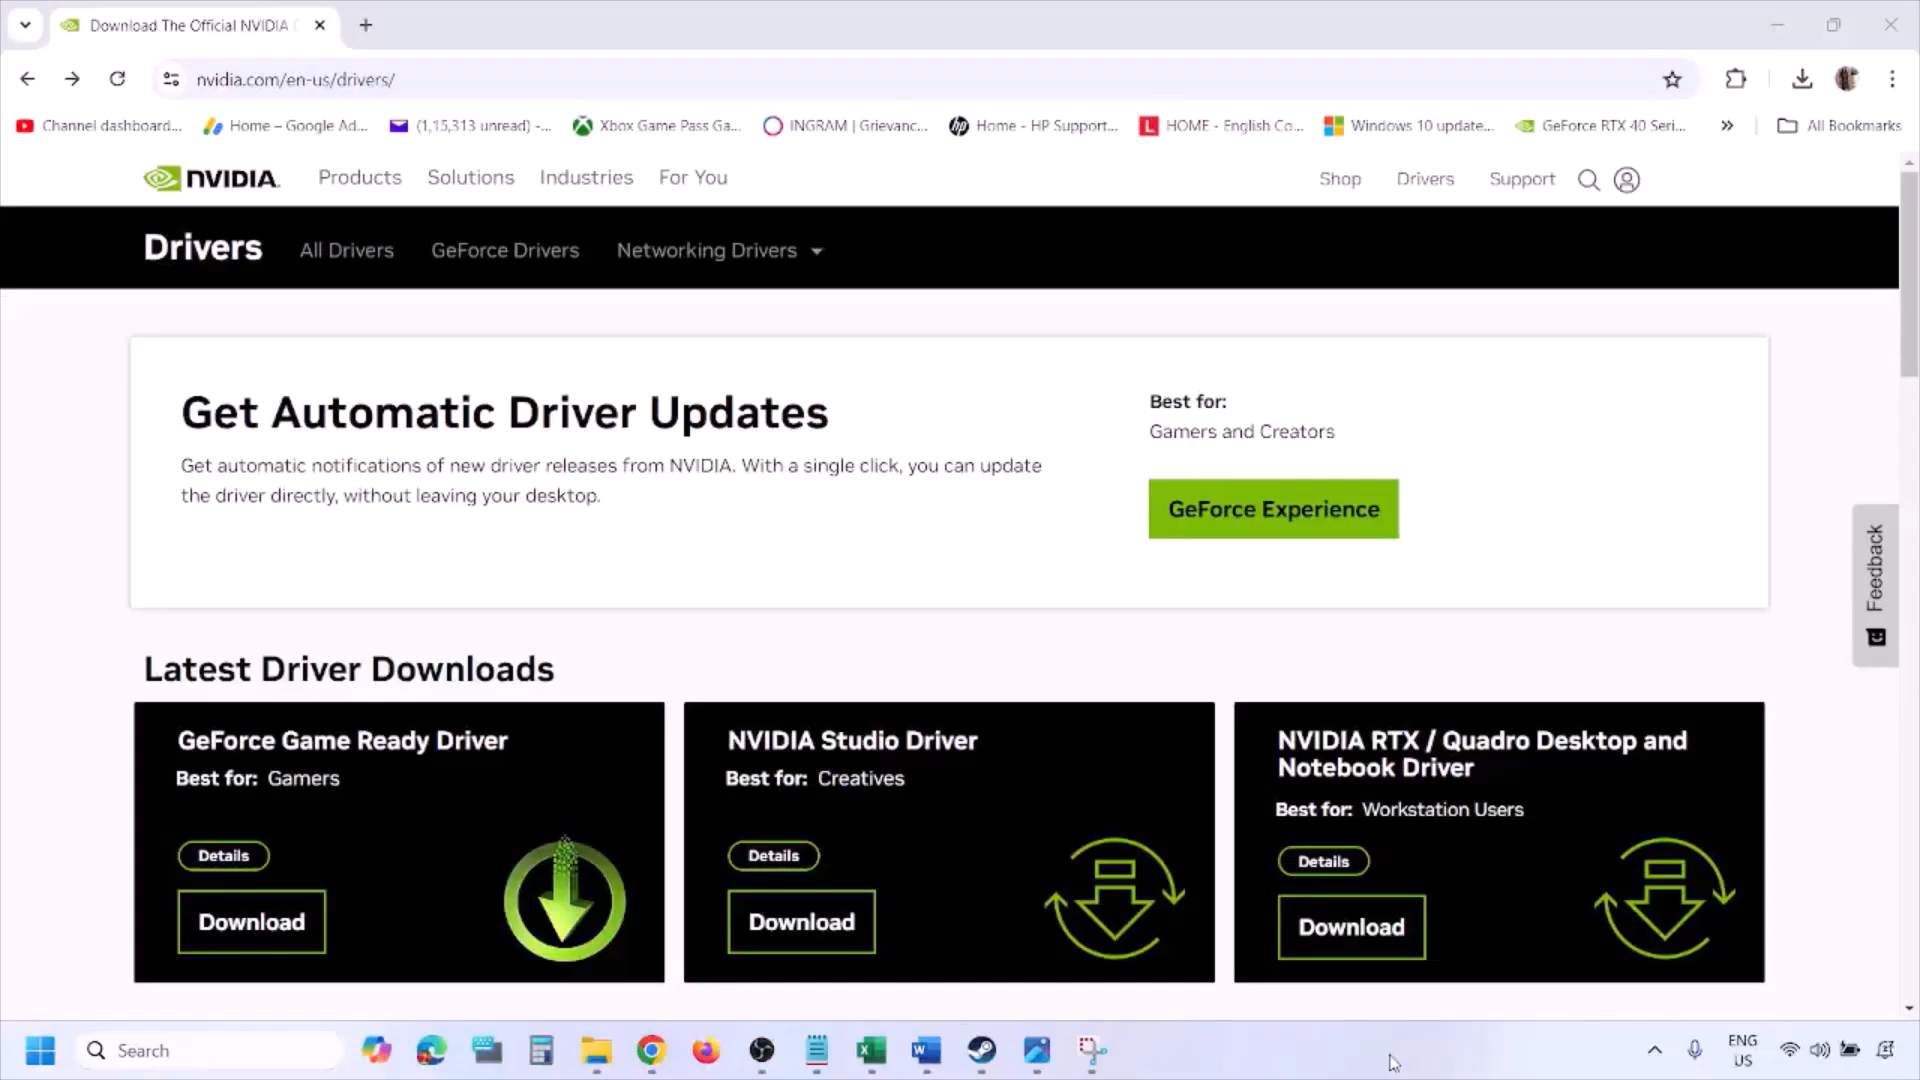 Download The Official NVIDIA
nvidia.com/en-us/drivers/
Channel dashboard...
Home – Google Ad...
(1,15,313 unread) -...
Xbox Game Pass Ga...
INGRAM | Grievanc...
Home - HP Support...
HOME - English Co...
Windows 10 update...
GeForce RTX 40 Seri...
All Bookmarks
NVIDIA.
Products
Solutions
Industries
For You
Shop
Drivers
Support
Drivers
All Drivers
GeForce Drivers
Networking Drivers
Get Automatic Driver Updates
Get automatic notifications of new driver releases from NVIDIA. With a single click, you can update
the driver directly, without leaving your desktop.
Best for:
Gamers and Creators
GeForce Experience
Feedback
Latest Driver Downloads
GeForce Game Ready Driver
Best for: Gamers
Details
Download
NVIDIA Studio Driver
Best for: Creatives
Details
Download
NVIDIA RTX / Quadro Desktop and
Notebook Driver
Best for: Workstation Users
Details
Download
Search
ENG
US